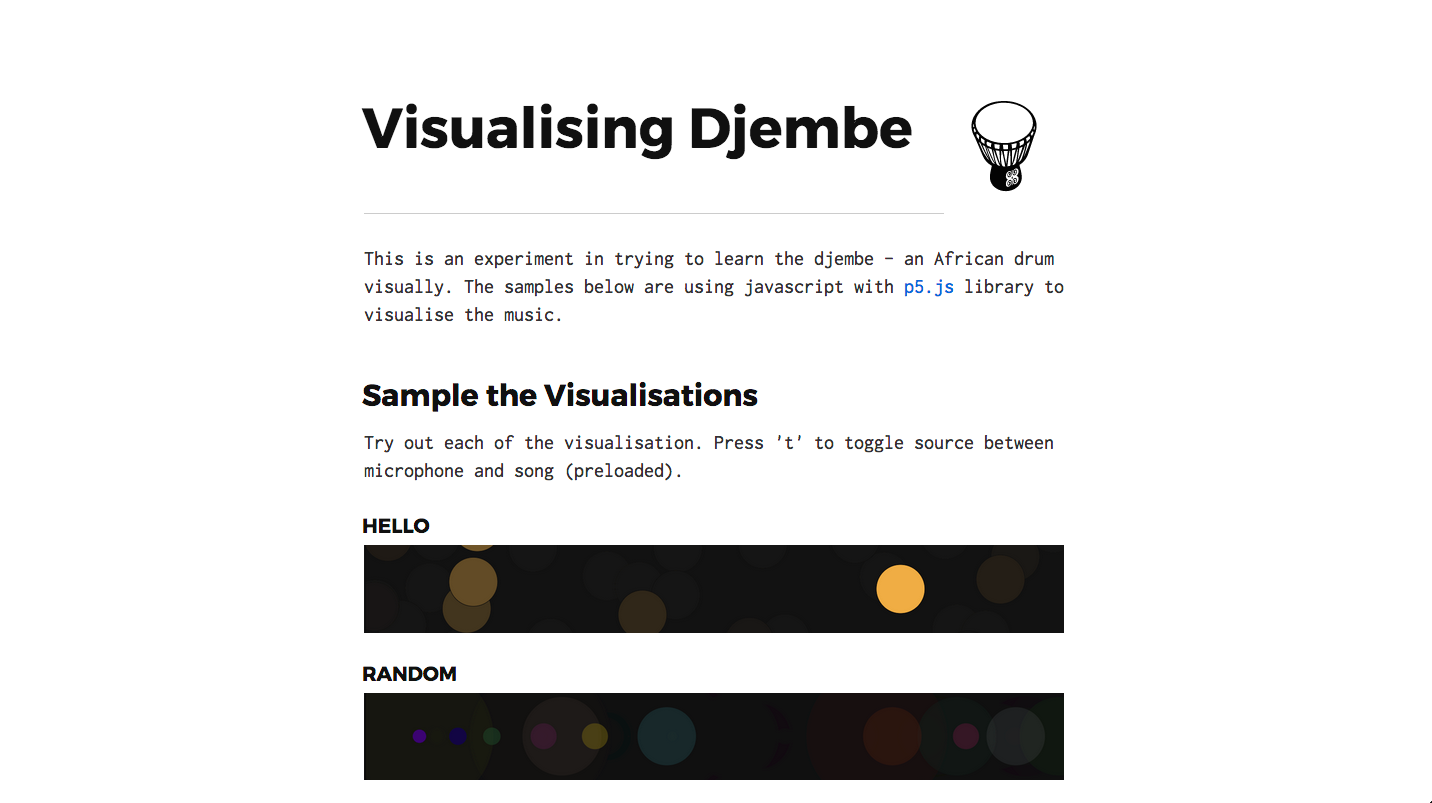 Visualising Djembe
This is an experiment in trying to learn the djembe – an African drum
visually. The samples below are using javascript with p5.js library to
visualise the music.
Sample the Visualisations
Try out each of the visualisation. Press 't' to toggle source between
microphone and song (preloaded).
HELLO
RANDOM